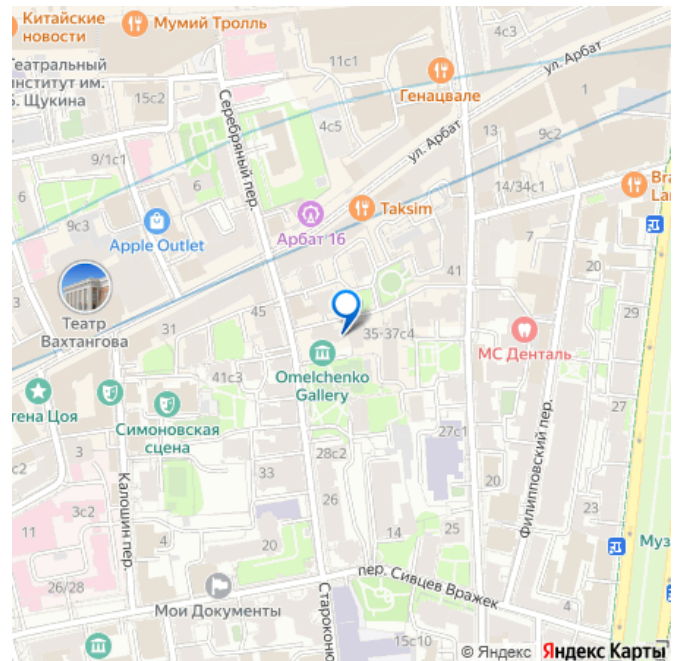 Китайские
новости
Мумий Тролль
Театральный
институт им.
Б. Щукина
11с1
15с2
Генацвале
ул. Арбат
1
4с5
Серебряный пер.
13
9с2
ул. Арбат
9/1с1
6
6
14/34с1
Taksim
Арбат 16
Apple Outlet
9с3
7
20
41
29
Театр
Вахтангова
45
31
35-37с4
МС Денталь
Omelchenko
Gallery
41с3
Симоновская
сцена
27
27с1
Филипповский пер.
с2
3
28с2
33
20
Калошин пер.
3с2
26
23
11
4
20
14
25
26/28
пер. Сивцев Вражек
Мои Документы
4
15с10
© Яндекс Яндекс Карты